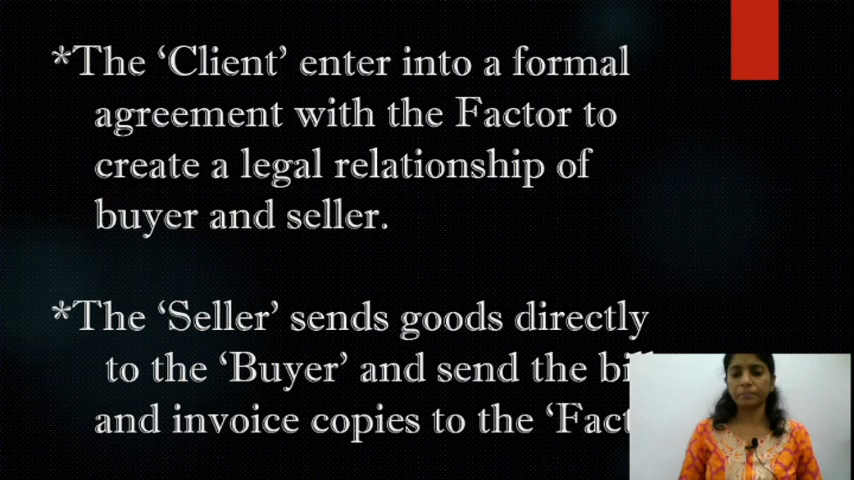 *The ‘Client’ enter into a formal
agreement with the Factor to
create a legal relationship of
buyer and seller.
*The ‘Seller’ sends goods directly
to the ‘Buyer’ and send the
and invoice copies to the